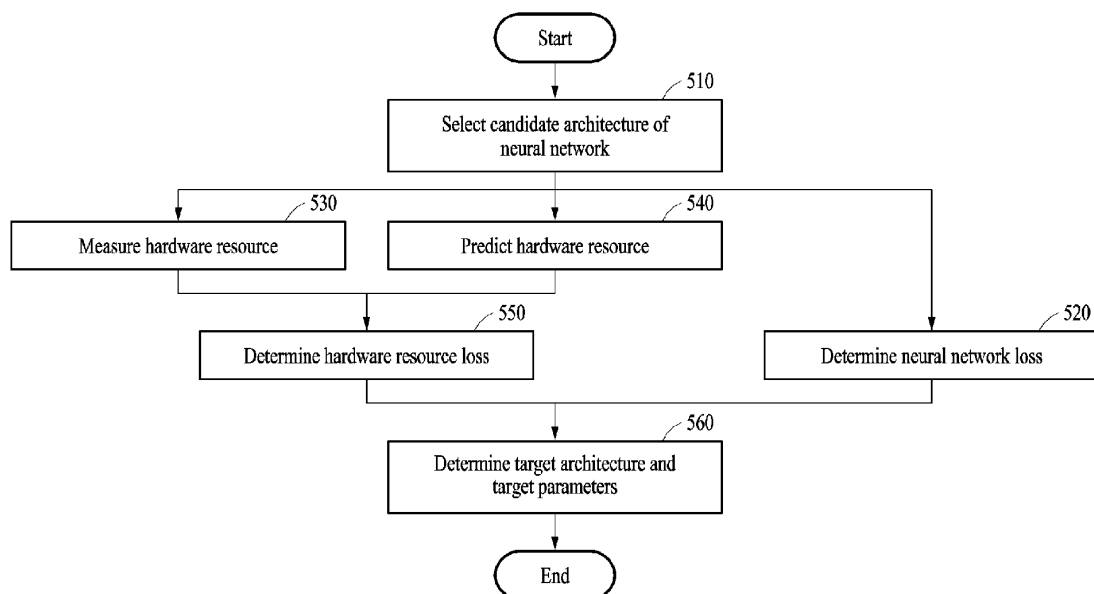 Start
510
Select candidate architecture of
neural network
530
540
Measure hardware resource
Predict hardware resource
550
520
Determine hardware resource loss
Determine neural network loss
560
Determine target architecture and
target parameters
End